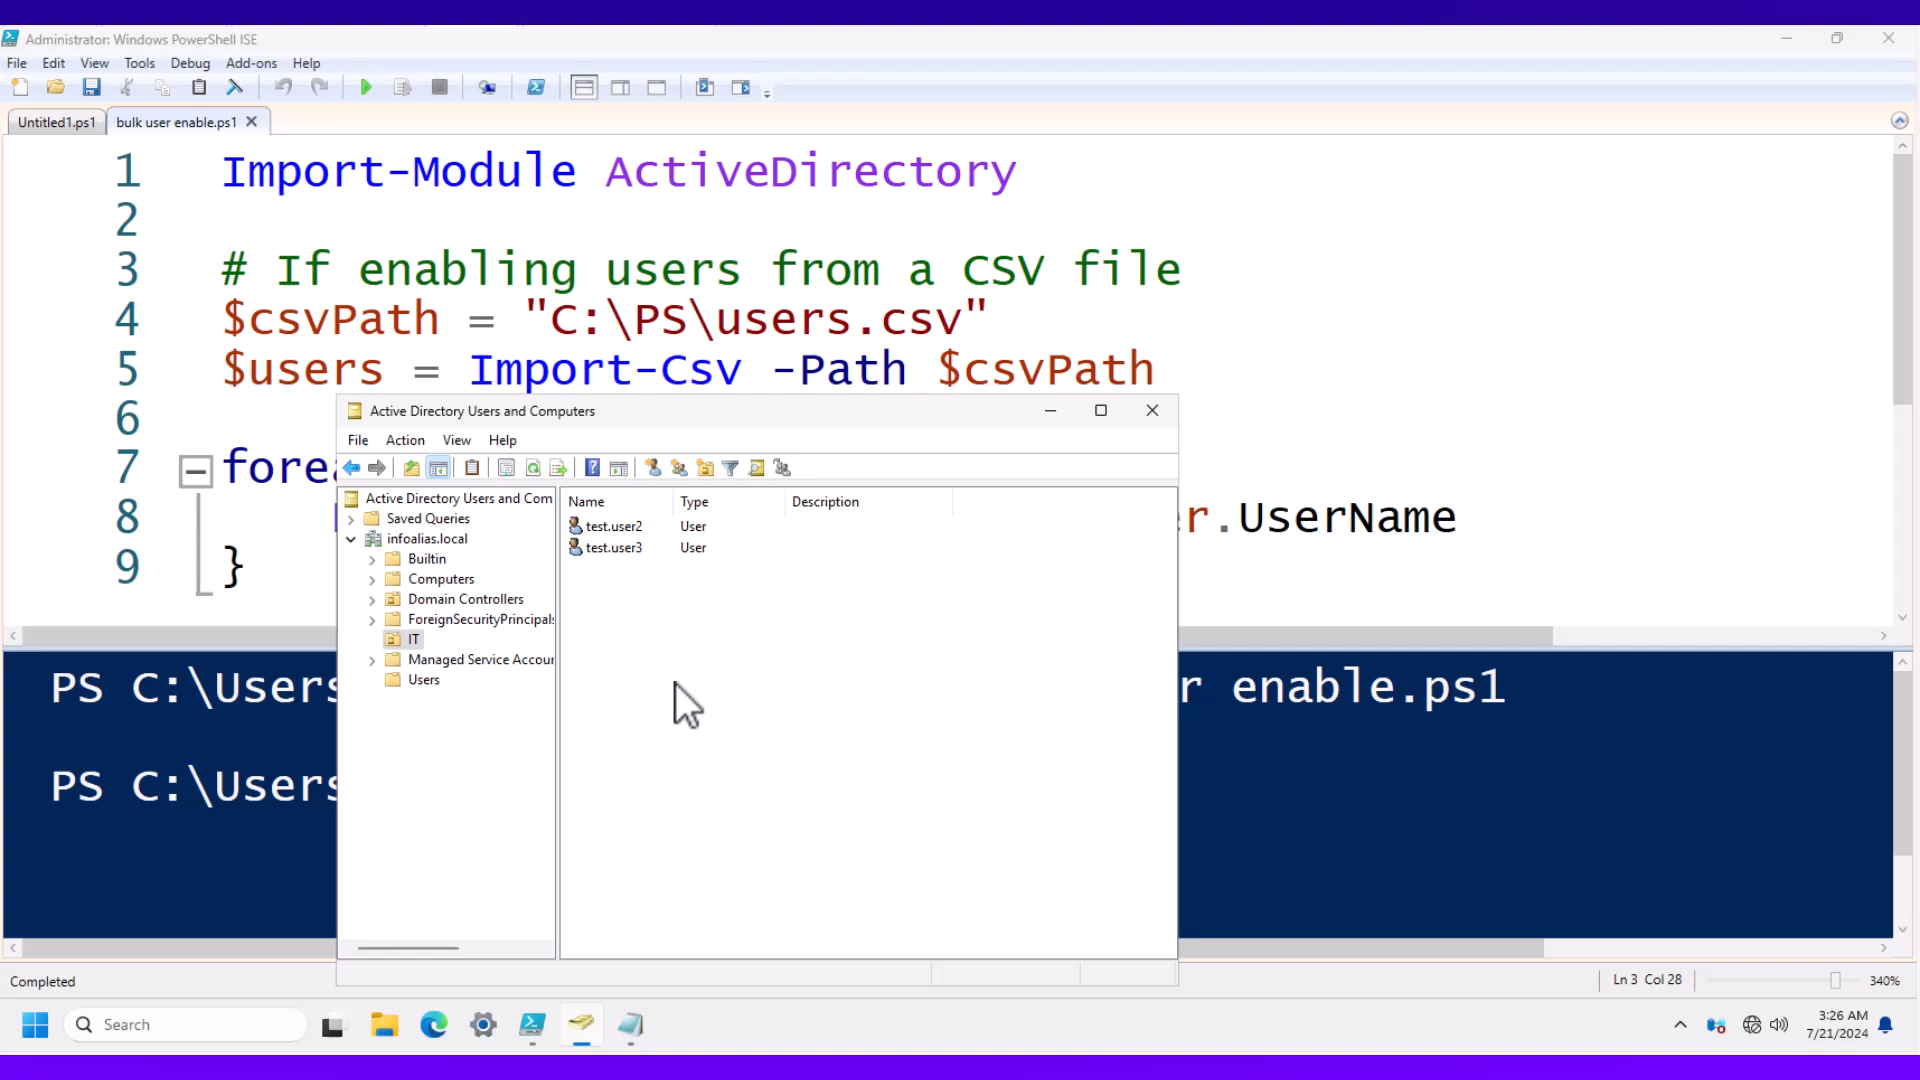 Administrator: Windows PowerShell ISE
File Edit View Tools Debug Add-ons Help
Untitled1.ps1 bulk user enable.ps1
1 Import-Module ActiveDirectory
2
3 # If enabling users from a CSV file
4 $csvPath = "C:\PS\users.csv"
5 $users = Import-Csv -Path $csvPath
6
7 forea
8 r.UserName
9 }
Active Directory Users and Computers
File Action View Help
Active Directory Users and Com
Saved Queries
infoalias.local
Builtin
Computers
Domain Controllers
ForeignSecurityPrincipals
IT
Managed Service Accour
Users
Name Type Description
test.user2 User
test.user3 User
PS C:\Users r enable.ps1
PS C:\Users
Completed
Ln 3 Col 28 340%
Search
3:26 AM
7/21/2024